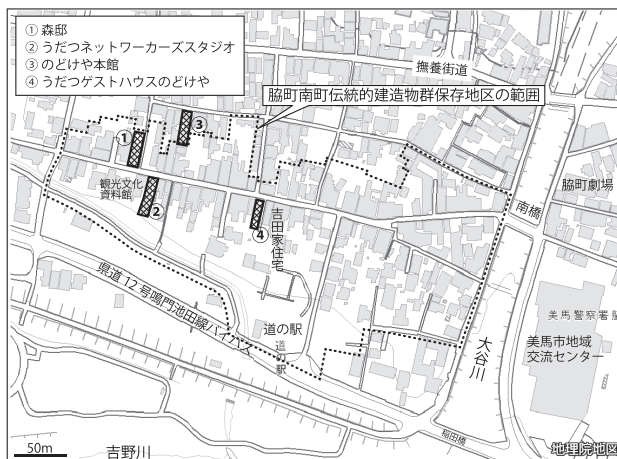 ① 森邸
② うだつネットワーカーズスタジオ
③ のどけや本館
④ うだつゲストハウスのどけや
撫養街道
脇町南町伝統的建造物群保存地区の範囲
①
③
観光文化
資料館
②
④
吉田家住宅
脇町劇場
南橋
県道12号鳴門池田線バイパス
道の駅
道の駅
大谷川
美馬警察署脇
美馬市地域
交流センター
稲田橋
50m
吉野川
地理院地図